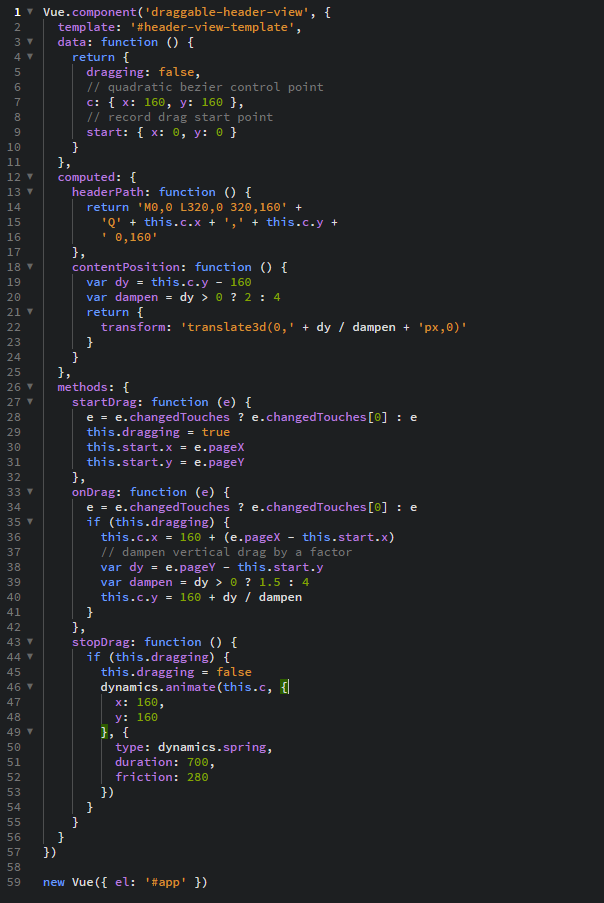 1 Vue.component('draggable-header-view', {
2   template: '#header-view-template',
3   data: function () {
4     return {
5       dragging: false,
6       // quadratic bezier control point
7       c: { x: 160, y: 160 },
8       // record drag start point
9       start: { x: 0, y: 0 }
10     }
11   },
12   computed: {
13     headerPath: function () {
14       return 'M0,0 L320,0 320,160' +
15         'Q' + this.c.x + ',' + this.c.y +
16         ' 0,160'
17     },
18     contentPosition: function () {
19       var dy = this.c.y - 160
20       var dampen = dy > 0 ? 2 : 4
21       return {
22         transform: 'translate3d(0,' + dy / dampen + 'px,0)'
23       }
24     }
25   },
26   methods: {
27     startDrag: function (e) {
28       e = e.changedTouches ? e.changedTouches[0] : e
29       this.dragging = true
30       this.start.x = e.pageX
31       this.start.y = e.pageY
32     },
33     onDrag: function (e) {
34       e = e.changedTouches ? e.changedTouches[0] : e
35       if (this.dragging) {
36         this.c.x = 160 + (e.pageX - this.start.x)
37         // dampen vertical drag by a factor
38         var dy = e.pageY - this.start.y
39         var dampen = dy > 0 ? 1.5 : 4
40         this.c.y = 160 + dy / dampen
41       }
42     },
43     stopDrag: function () {
44       if (this.dragging) {
45         this.dragging = false
46         dynamics.animate(this.c, {
47           x: 160,
48           y: 160
49         }, {
50           type: dynamics.spring,
51           duration: 700,
52           friction: 280
53         })
54       }
55     }
56   }
57 })
58
59 new Vue({ el: '#app' })